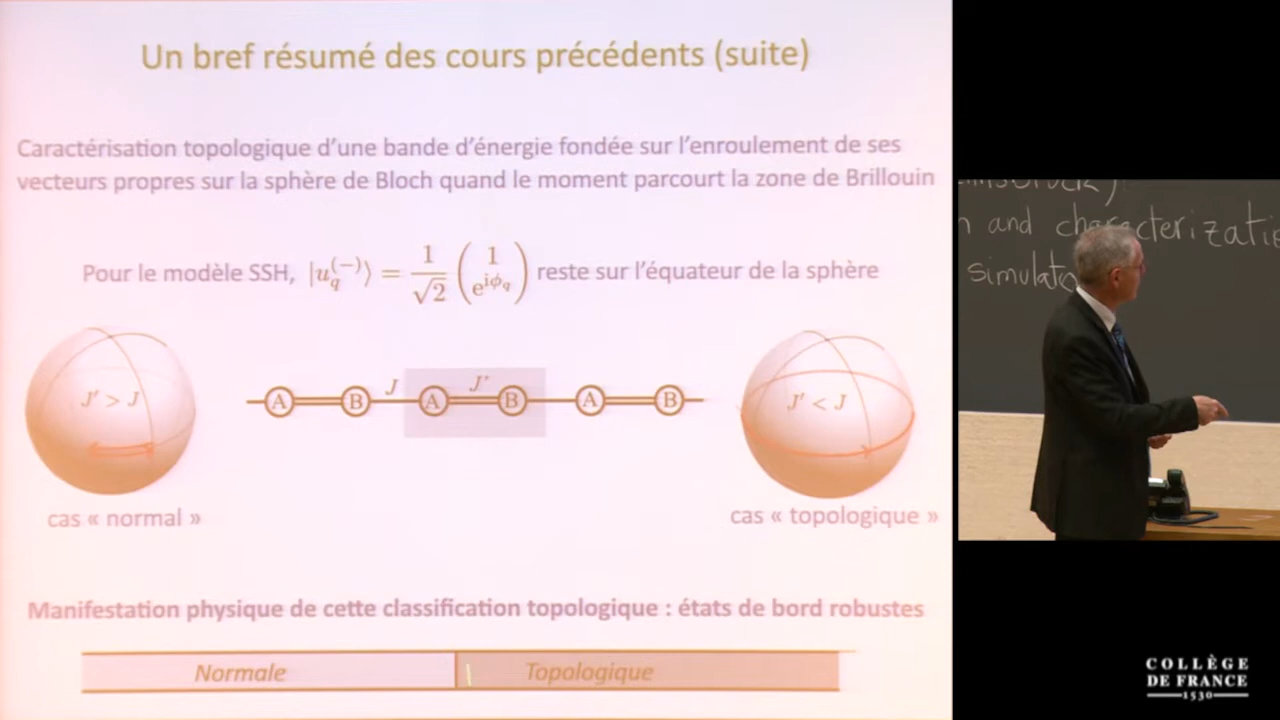 Un bref résumé des cours précédents (suite)
Caractérisation topologique d'une bande d'énergie fondée sur l'enroulement de ses
vecteurs propres sur la sphère de Bloch quand le moment parcourt la zone de Brillouin
Pour le modèle SSH, |u_q^(−)⟩ = 1/√2 (1 e^{iϕ_q}) reste sur l'équateur de la sphère
J' > J
A B J A J' B A B
J' < J
cas « normal »
cas « topologique »
Manifestation physique de cette classification topologique : états de bord robustes
Normale Topologique
and characterizati
simulato
COLLÈGE
DE FRANCE
1530